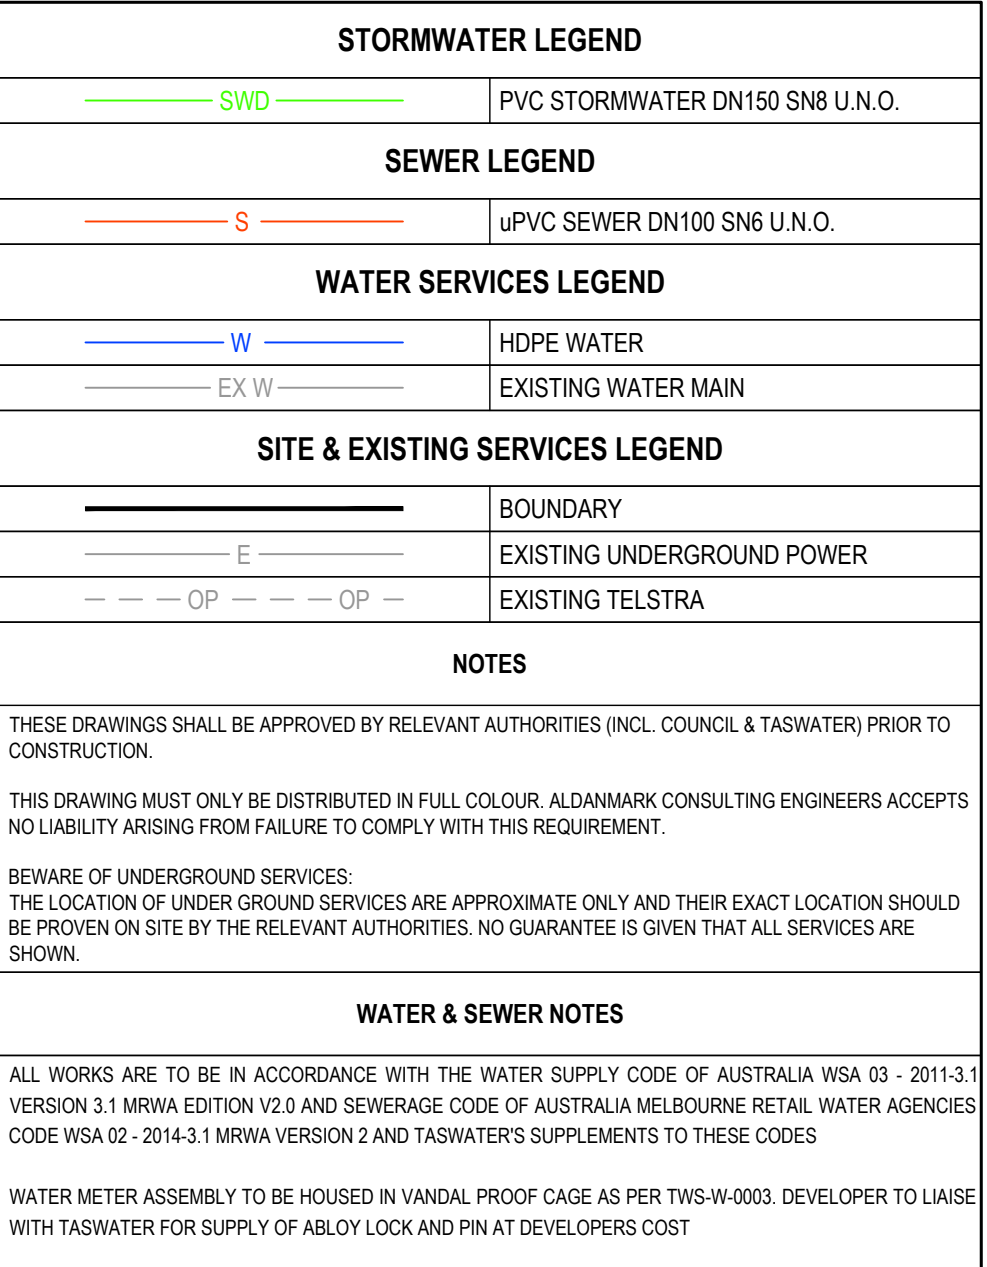 STORMWATER LEGEND
SWD PVC STORMWATER DN150 SN8 U.N.O.
SEWER LEGEND
S uPVC SEWER DN100 SN6 U.N.O.
WATER SERVICES LEGEND
W HDPE WATER
EX W EXISTING WATER MAIN
SITE & EXISTING SERVICES LEGEND
BOUNDARY
E EXISTING UNDERGROUND POWER
OP OP EXISTING TELSTRA
NOTES
THESE DRAWINGS SHALL BE APPROVED BY RELEVANT AUTHORITIES (INCL. COUNCIL & TASWATER) PRIOR TO
CONSTRUCTION.
THIS DRAWING MUST ONLY BE DISTRIBUTED IN FULL COLOUR. ALDANMARK CONSULTING ENGINEERS ACCEPTS
NO LIABILITY ARISING FROM FAILURE TO COMPLY WITH THIS REQUIREMENT.
BEWARE OF UNDERGROUND SERVICES:
THE LOCATION OF UNDER GROUND SERVICES ARE APPROXIMATE ONLY AND THEIR EXACT LOCATION SHOULD
BE PROVEN ON SITE BY THE RELEVANT AUTHORITIES. NO GUARANTEE IS GIVEN THAT ALL SERVICES ARE
SHOWN.
WATER & SEWER NOTES
ALL WORKS ARE TO BE IN ACCORDANCE WITH THE WATER SUPPLY CODE OF AUSTRALIA WSA 03 - 2011-3.1
VERSION 3.1 MRWA EDITION V2.0 AND SEWERAGE CODE OF AUSTRALIA MELBOURNE RETAIL WATER AGENCIES
CODE WSA 02 - 2014-3.1 MRWA VERSION 2 AND TASWATER'S SUPPLEMENTS TO THESE CODES
WATER METER ASSEMBLY TO BE HOUSED IN VANDAL PROOF CAGE AS PER TWS-W-0003. DEVELOPER TO LIAISE
WITH TASWATER FOR SUPPLY OF ABLOY LOCK AND PIN AT DEVELOPERS COST